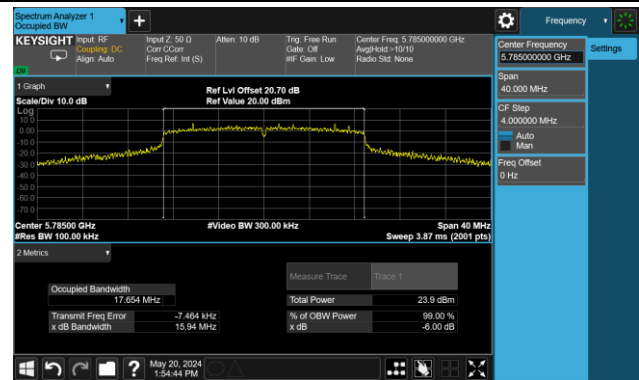 Spectrum Analyzer 1
Occupied BW
Frequency
KEYSIGHT
Input: RF
Coupling: DC
Align: Auto
Input Z: 50 Ω
Corr CCorr
Freq Ref: Int (S)
Atten: 10 dB
Trig: Free Run
Gate: Off
#IF Gain: Low
Center Freq: 5.785000000 GHz
Avg|Hold:>10/10
Radio Std: None
LXI
Center Frequency
5.785000000 GHz
Settings
Span
40.000 MHz
CF Step
4.000000 MHz
Auto
Man
Freq Offset
0 Hz
1 Graph
Scale/Div 10.0 dB
Ref Lvl Offset 20.70 dB
Ref Value 20.00 dBm
Log
10.0
0.00
-10.0
-20.0
-30.0
-40.0
-50.0
-60.0
-70.0
Center 5.78500 GHz
#Res BW 100.00 kHz
#Video BW 300.00 kHz
Span 40 MHz
Sweep 3.87 ms (2001 pts)
2 Metrics
Measure Trace
Trace 1
Occupied Bandwidth
17.654 MHz
Total Power
23.9 dBm
Transmit Freq Error
-7.464 kHz
% of OBW Power
99.00 %
x dB Bandwidth
15.94 MHz
x dB
-6.00 dB
?
May 20, 2024
1:54:44 PM